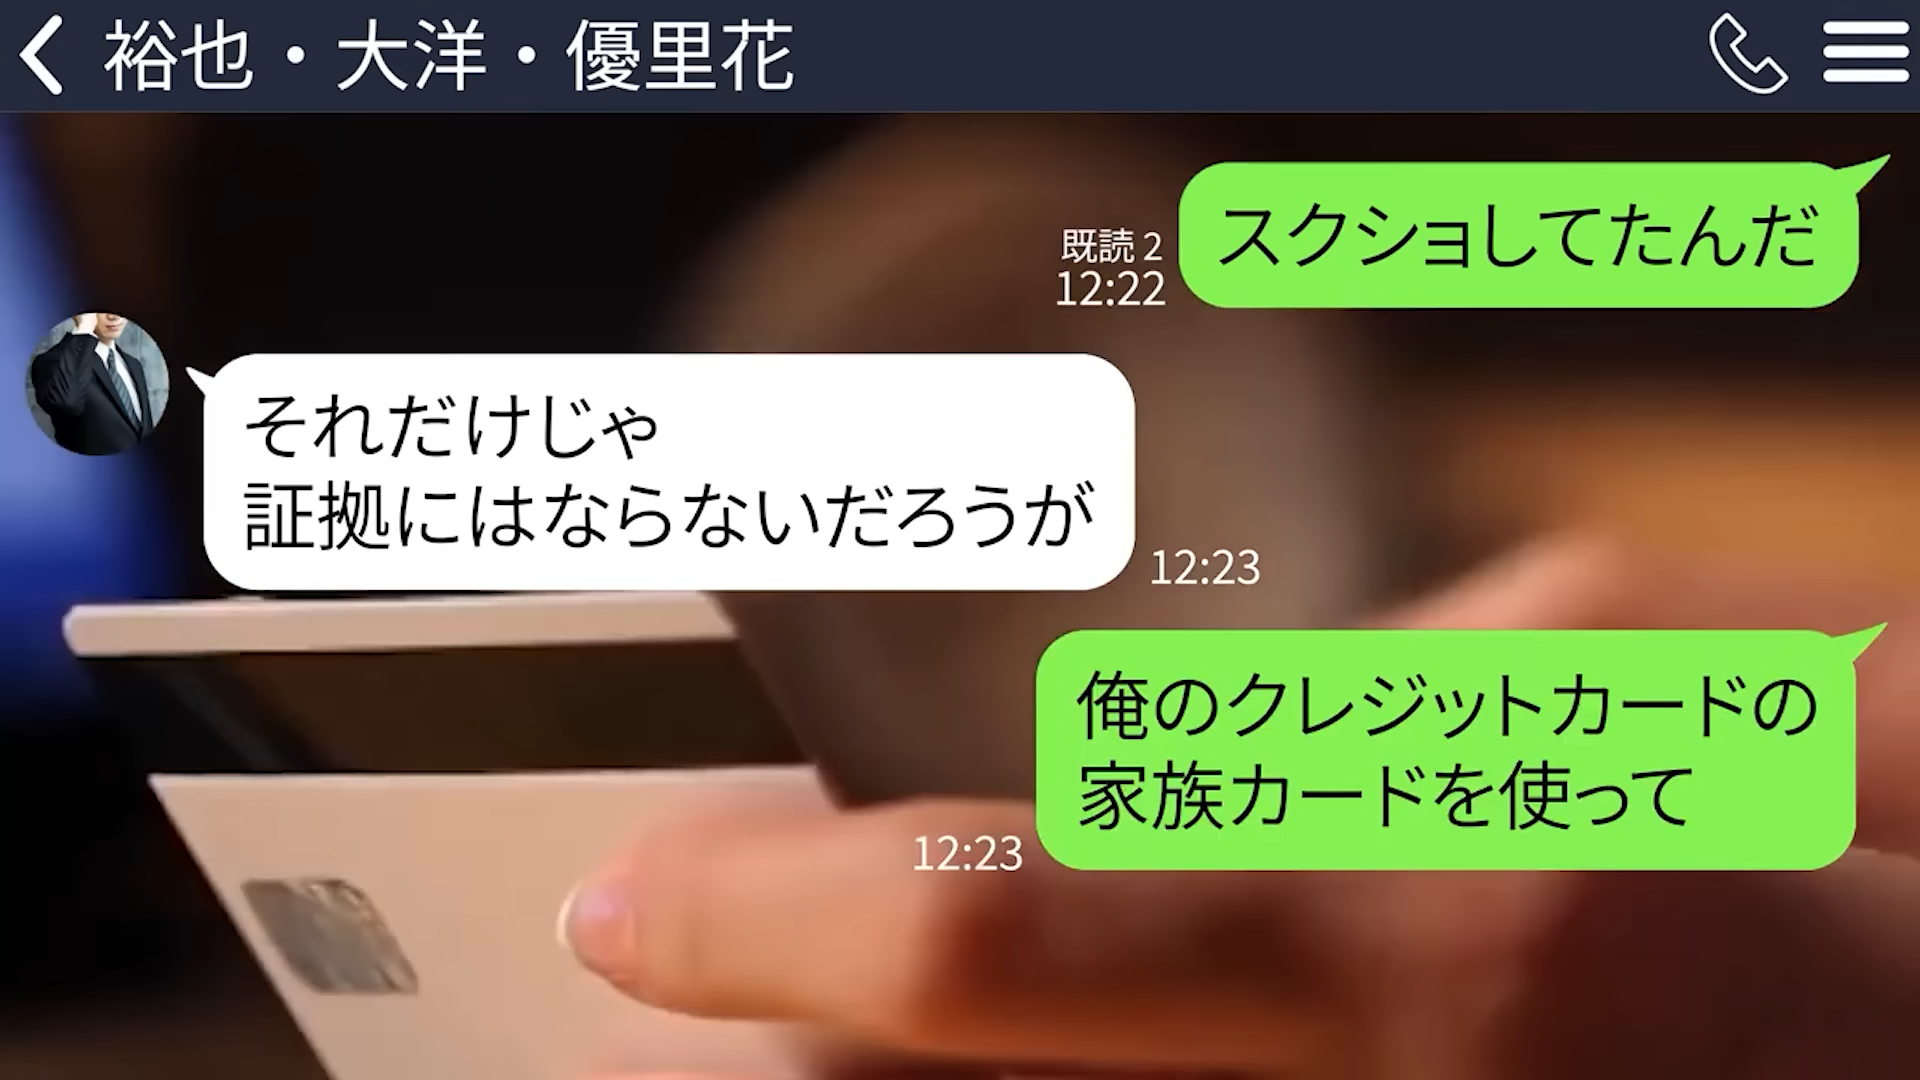 裕也・大洋・優里花
スクショしてたんだ
既読 2
12:22
それだけじゃ
証拠にはならないだろうが
12:23
俺のクレジットカードの
家族カードを使って
12:23